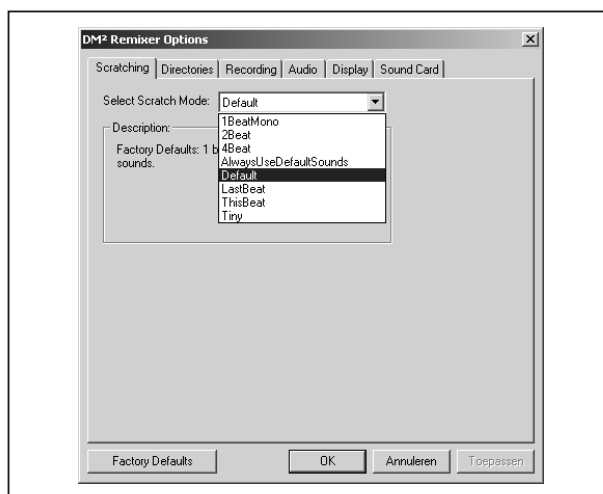 DM² Remixer Options
Scratching Directories Recording Audio Display Sound Card
Select Scratch Mode: Default
1BeatMono
2Beat
4Beat
AlwaysUseDefaultSounds
Default
LastBeat
ThisBeat
Tiny
Description:
Factory Defaults: 1 b
sounds.
Factory Defaults OK Annuleren Toepassen